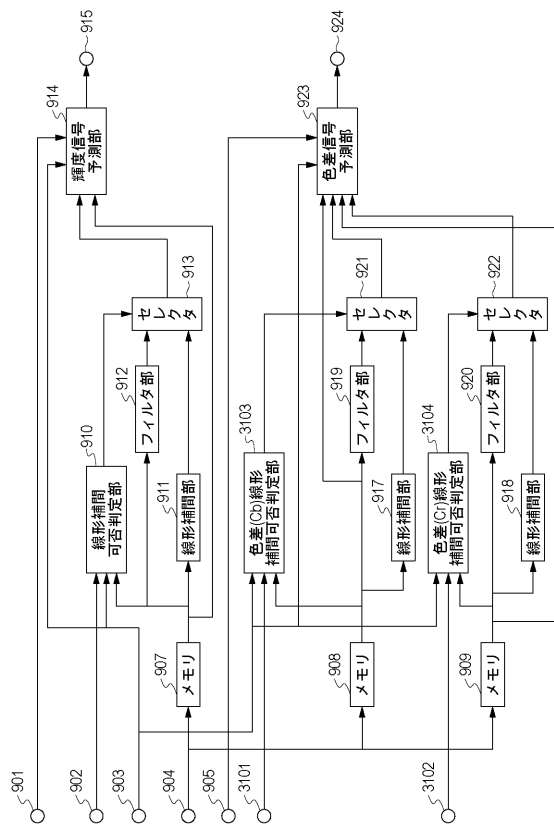 901
902
903
904
905
3101
3102
907
メモリ
908
メモリ
909
メモリ
910
線形補間
可否判定部
911
線形補間部
912
フィルタ部
913
セレクタ
914
輝度信号
予測部
915
3103
色差(Cb)線形
補間可否判定部
917
線形補間部
919
フィルタ部
921
セレクタ
923
色差信号
予測部
924
3104
色差(Cr)線形
補間可否判定部
918
線形補間部
920
フィルタ部
922
セレクタ